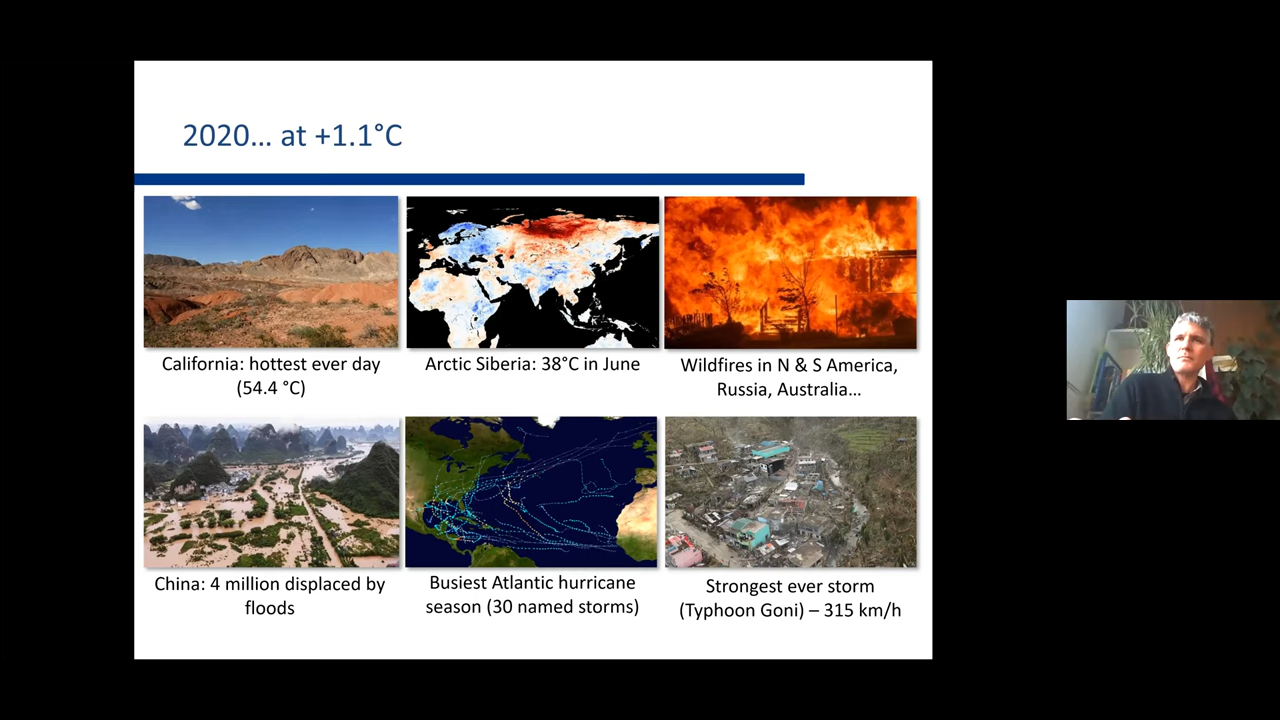 2020... at +1.1°C
California: hottest ever day
(54.4 °C)
Arctic Siberia: 38°C in June
Wildfires in N & S America,
Russia, Australia...
China: 4 million displaced by
floods
Busiest Atlantic hurricane
season (30 named storms)
Strongest ever storm
(Typhoon Goni) – 315 km/h